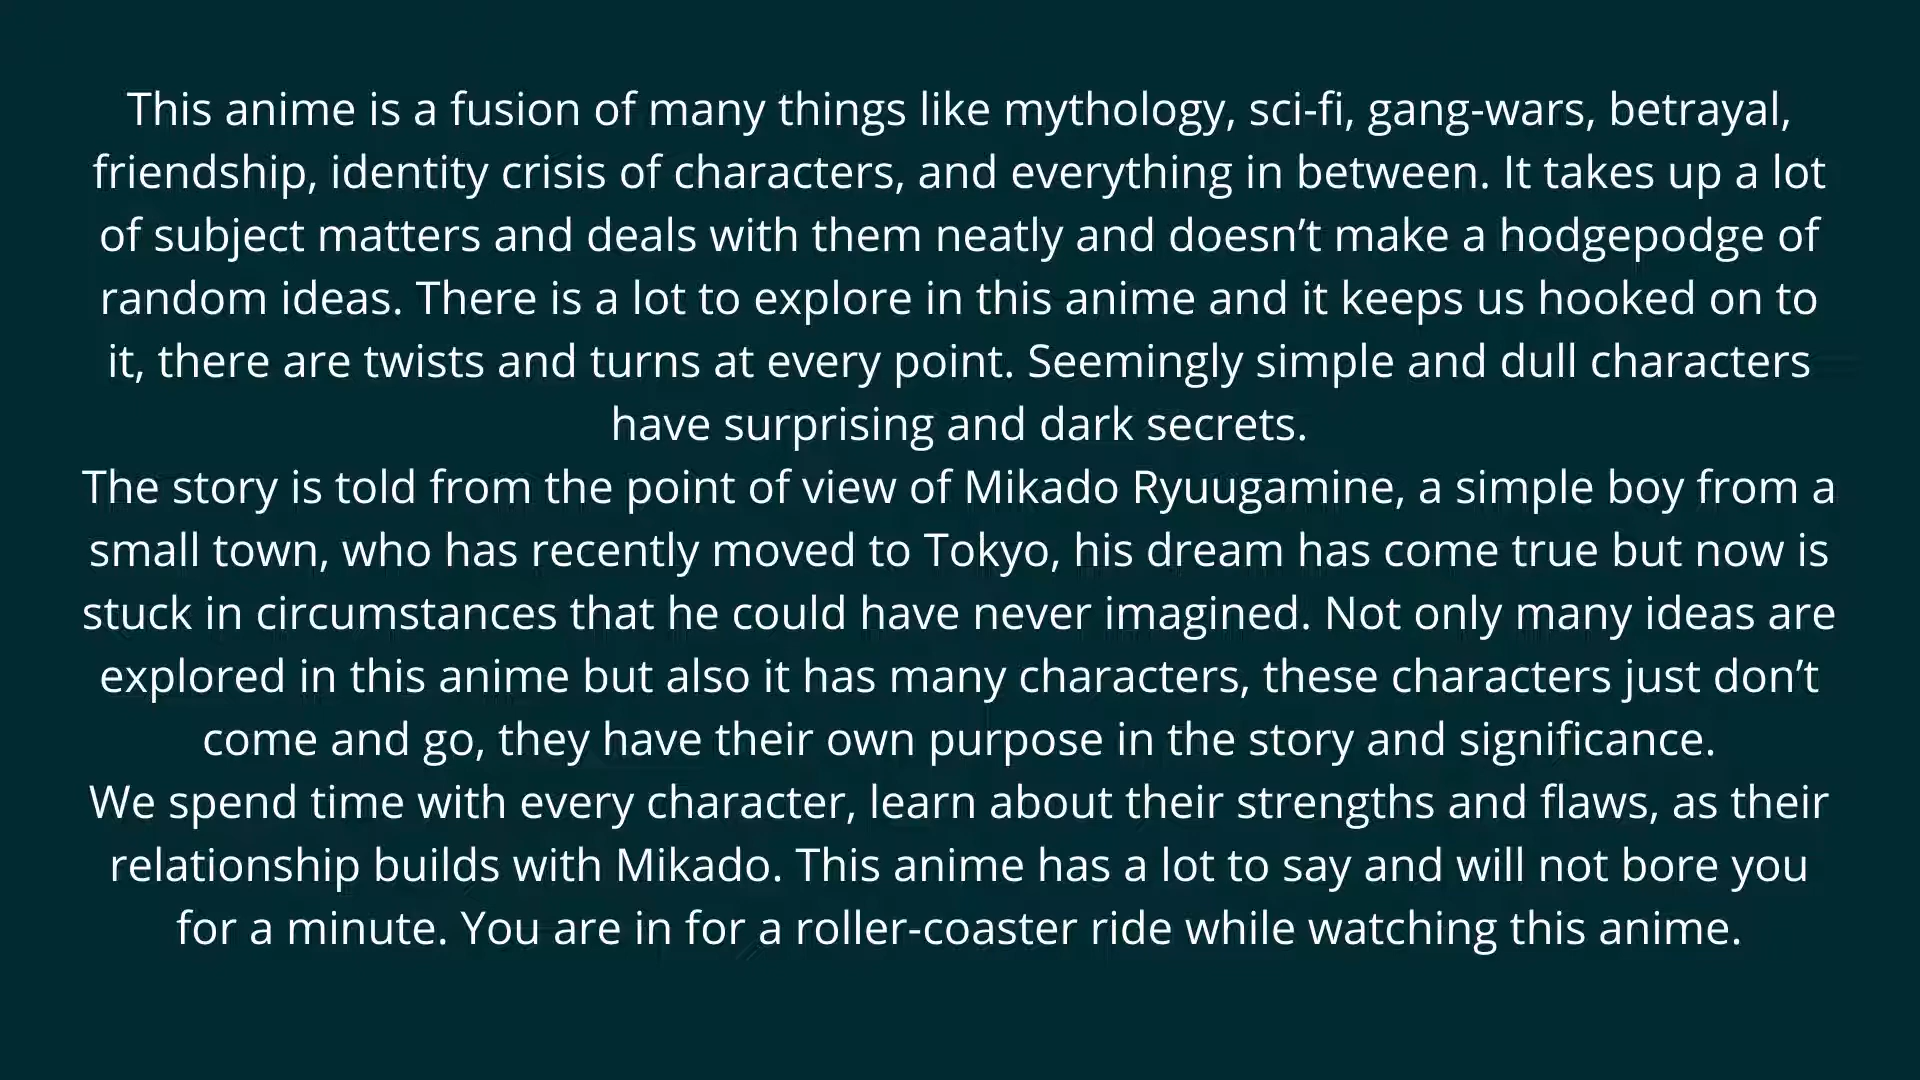 This anime is a fusion of many things like mythology, sci-fi, gang-wars, betrayal,
friendship, identity crisis of characters, and everything in between. It takes up a lot
of subject matters and deals with them neatly and doesn’t make a hodgepodge of
random ideas. There is a lot to explore in this anime and it keeps us hooked on to
it, there are twists and turns at every point. Seemingly simple and dull characters
have surprising and dark secrets.
The story is told from the point of view of Mikado Ryuugamine, a simple boy from a
small town, who has recently moved to Tokyo, his dream has come true but now is
stuck in circumstances that he could have never imagined. Not only many ideas are
explored in this anime but also it has many characters, these characters just don’t
come and go, they have their own purpose in the story and significance.
We spend time with every character, learn about their strengths and flaws, as their
relationship builds with Mikado. This anime has a lot to say and will not bore you
for a minute. You are in for a roller-coaster ride while watching this anime.